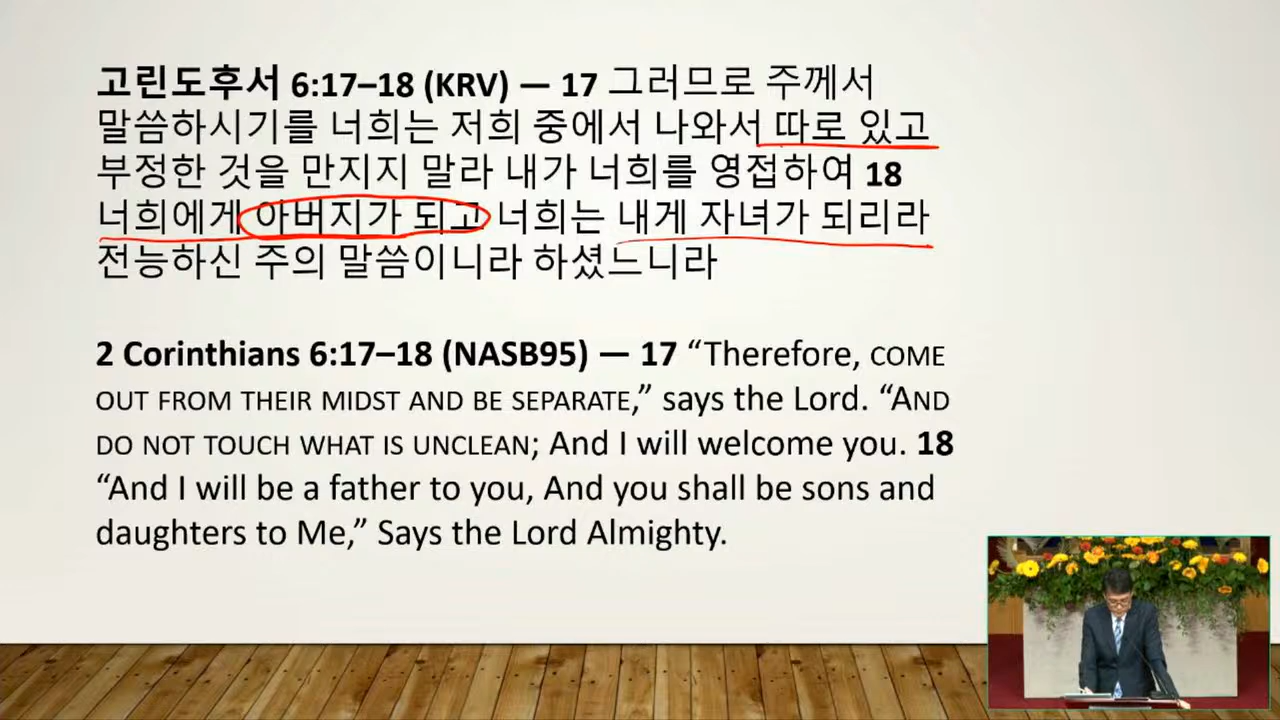 고린도후서 6:17–18 (KRV) — 17 그러므로 주께서
말씀하시기를 너희는 저희 중에서 나와서 따로 있고
부정한 것을 만지지 말라 내가 너희를 영접하여 18
너희에게 아버지가 되고 너희는 내게 자녀가 되리라
전능하신 주의 말씀이니라 하셨느니라
2 Corinthians 6:17–18 (NASB95) — 17 “Therefore, COME
OUT FROM THEIR MIDST AND BE SEPARATE,” says the Lord. “AND
DO NOT TOUCH WHAT IS UNCLEAN; And I will welcome you. 18
“And I will be a father to you, And you shall be sons and
daughters to Me,” Says the Lord Almighty.